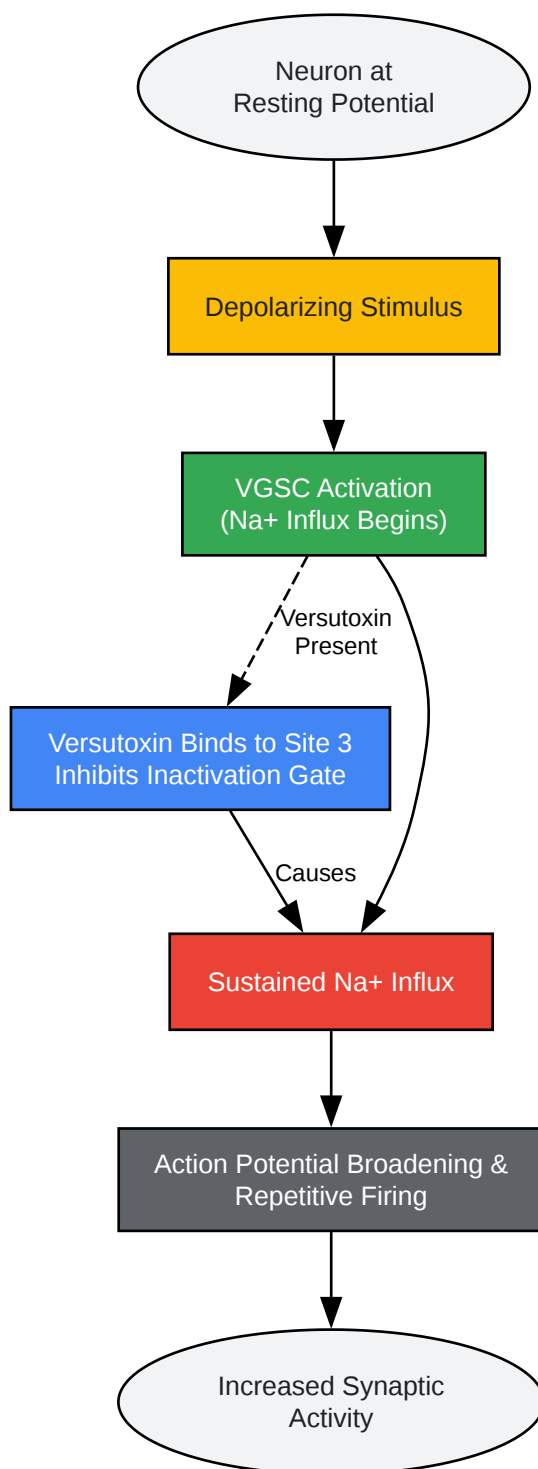 Neuron at
Resting Potential
Depolarizing Stimulus
VGSC Activation
(Na+ Influx Begins)
Versutoxin
Present
Versutoxin Binds to Site 3
Inhibits Inactivation Gate
Causes
Sustained Na+ Influx
Action Potential Broadening &
Repetitive Firing
Increased Synaptic
Activity